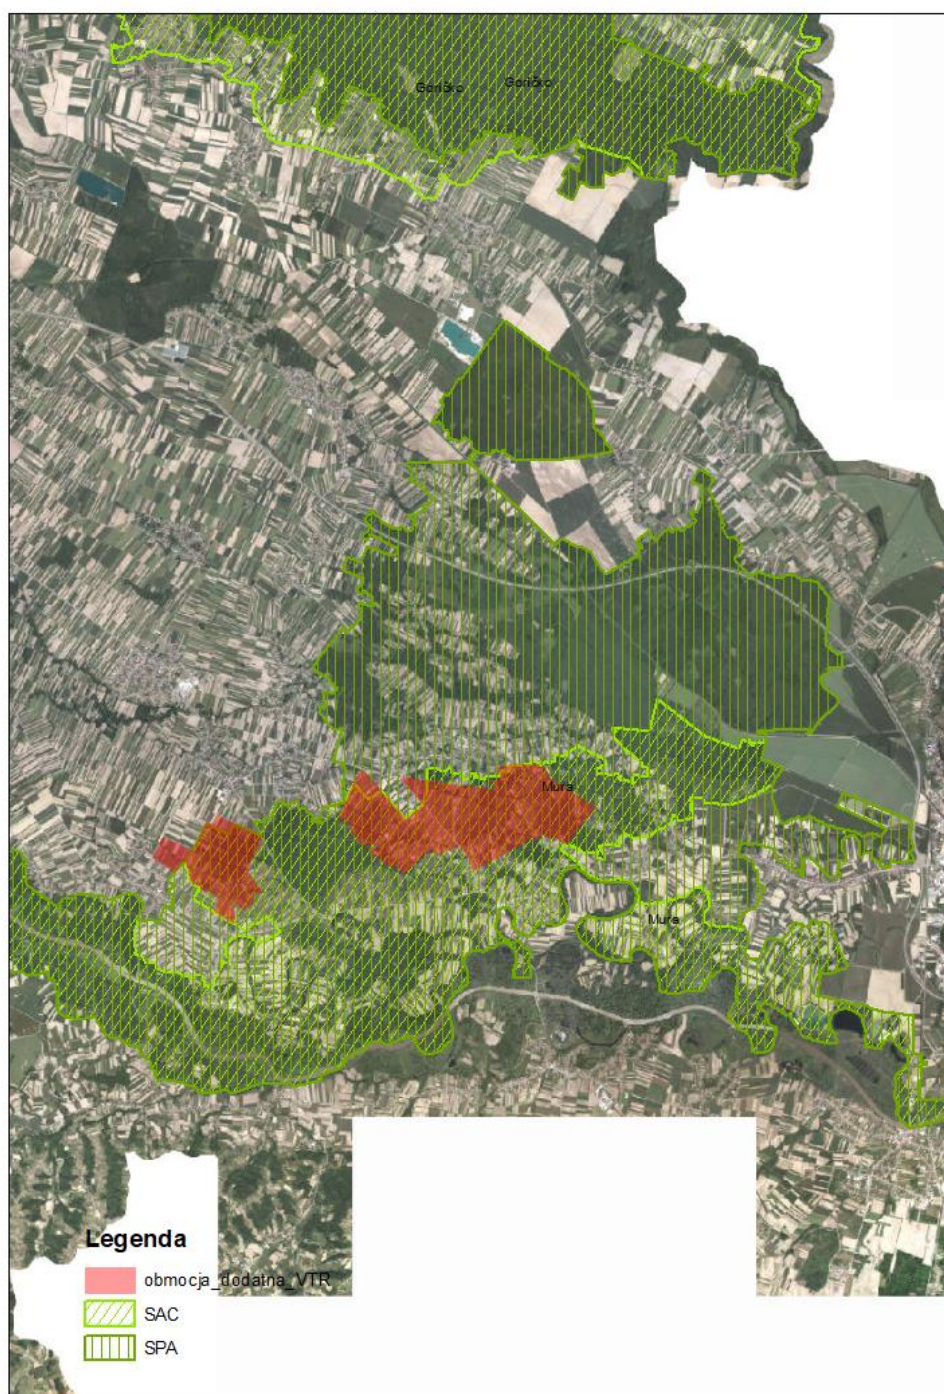 Goričko
Goričko
Mura
Mura
Legenda
obmocja_dodatna_VTR
SAC
SPA